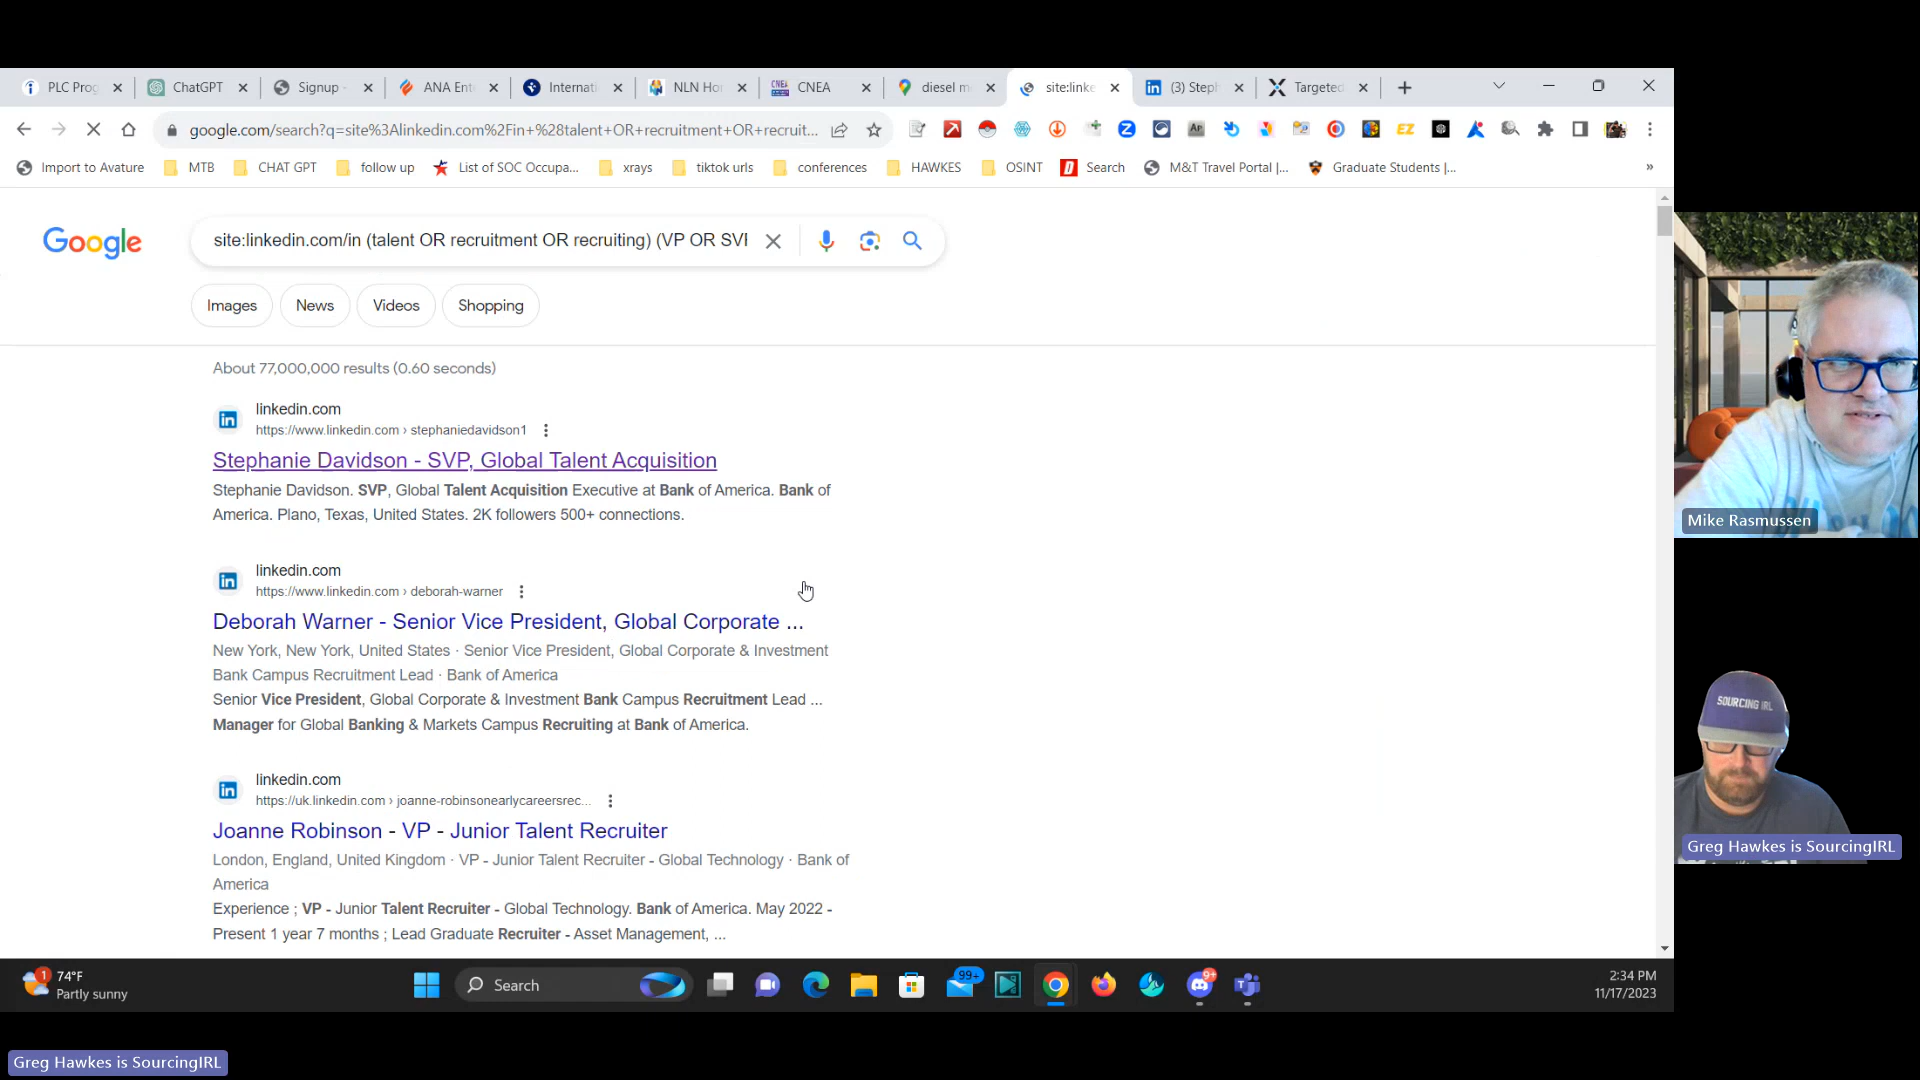 PLC Prog
ChatGPT
Signup -
ANA Ent
Internati
NLN Hor
CNEA
diesel m
site:linke
(3) Steph
Targeted
google.com/search?q=site%3Alinkedin.com%2Fin+%28talent+OR+recruitment+OR+recruit...
Import to Avature
MTB
CHAT GPT
follow up
List of SOC Occupa...
xrays
tiktok urls
conferences
HAWKES
OSINT
Search
M&T Travel Portal |...
Graduate Students |...
»
Google
site:linkedin.com/in (talent OR recruitment OR recruiting) (VP OR SVP
Images
News
Videos
Shopping
About 77,000,000 results (0.60 seconds)
linkedin.com
https://www.linkedin.com › stephaniedavidson1
Stephanie Davidson - SVP, Global Talent Acquisition
Stephanie Davidson. SVP, Global Talent Acquisition Executive at Bank of America. Bank of
America. Plano, Texas, United States. 2K followers 500+ connections.
linkedin.com
https://www.linkedin.com › deborah-warner
Deborah Warner - Senior Vice President, Global Corporate ...
New York, New York, United States · Senior Vice President, Global Corporate & Investment
Bank Campus Recruitment Lead · Bank of America
Senior Vice President, Global Corporate & Investment Bank Campus Recruitment Lead ...
Manager for Global Banking & Markets Campus Recruiting at Bank of America.
linkedin.com
https://uk.linkedin.com › joanne-robinsonearlycareersrec...
Joanne Robinson - VP - Junior Talent Recruiter
London, England, United Kingdom · VP - Junior Talent Recruiter - Global Technology · Bank of
America
Experience ; VP - Junior Talent Recruiter - Global Technology. Bank of America. May 2022 -
Present 1 year 7 months ; Lead Graduate Recruiter - Asset Management, ...
Mike Rasmussen
SOURCING IRL
Greg Hawkes is SourcingIRL
1
74°F
Partly sunny
Search
99+
9+
2:34 PM
11/17/2023
Greg Hawkes is SourcingIRL